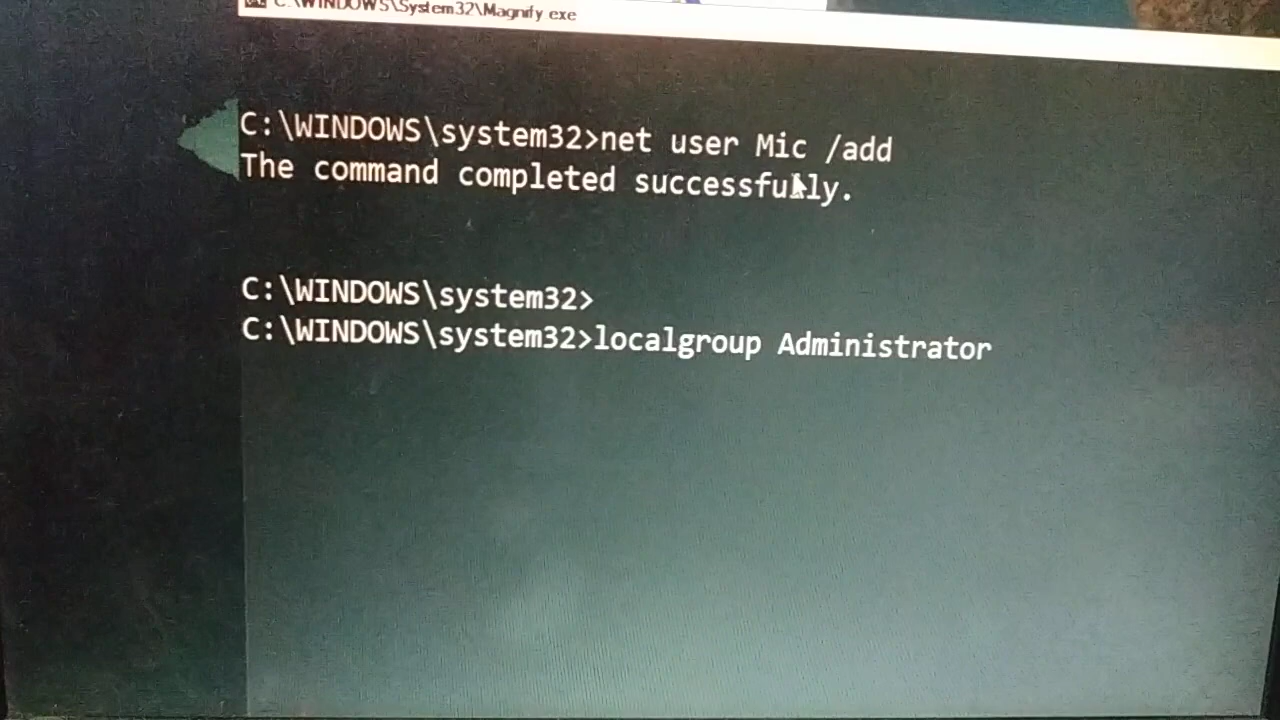 C:\WINDOWS\System32\Magnify exe
C:\WINDOWS\system32>net user Mic /add
The command completed successfully.
C:\WINDOWS\system32>
C:\WINDOWS\system32>localgroup Administrator